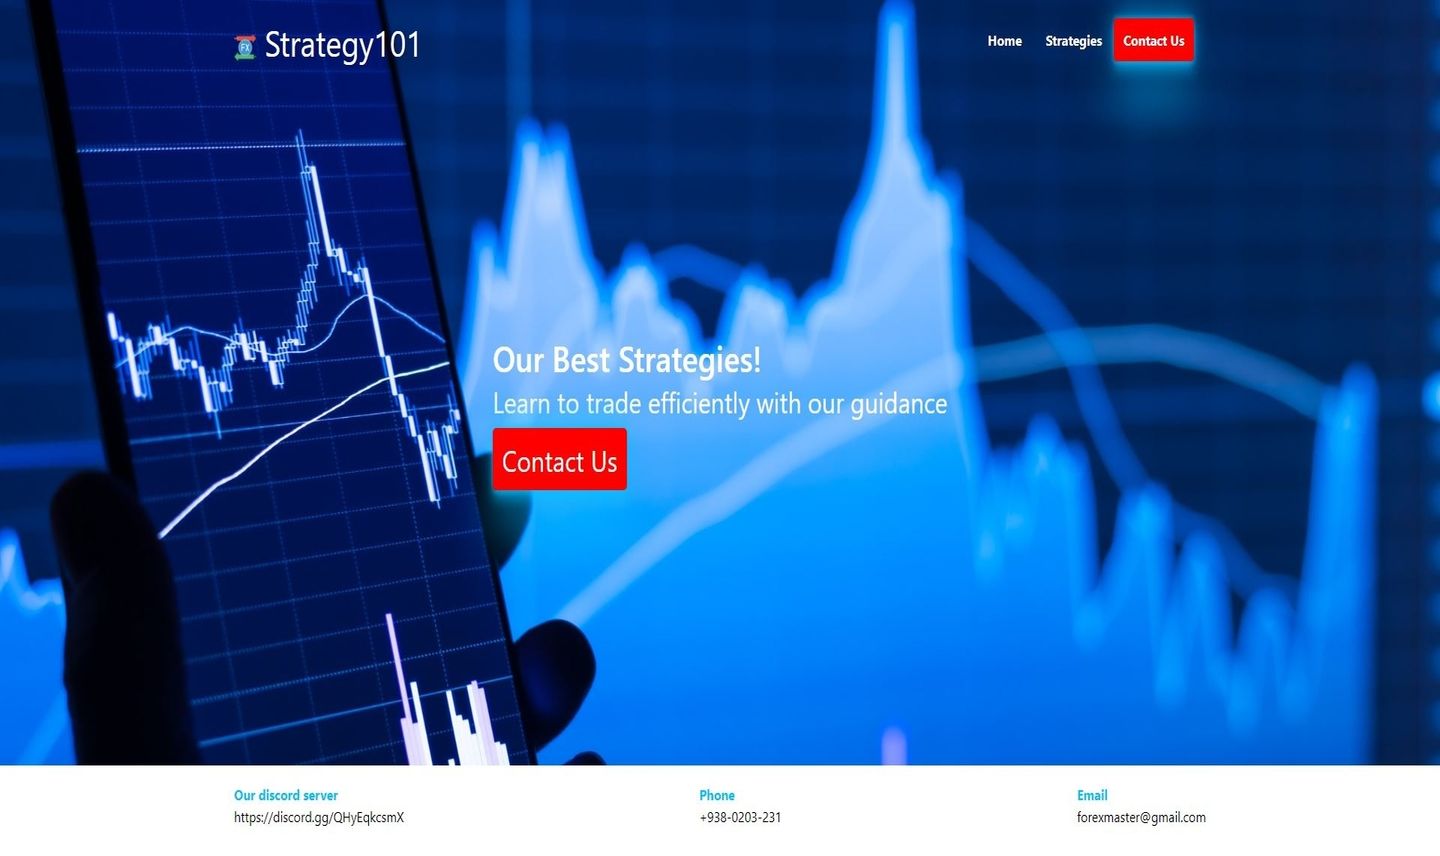 FX Strategy101
Home Strategies Contact Us
Our Best Strategies!
Learn to trade efficiently with our guidance
Contact Us
Our discord server
https://discord.gg/QHyEqkcsmX
Phone
+938-0203-231
Email
forexmaster@gmail.com